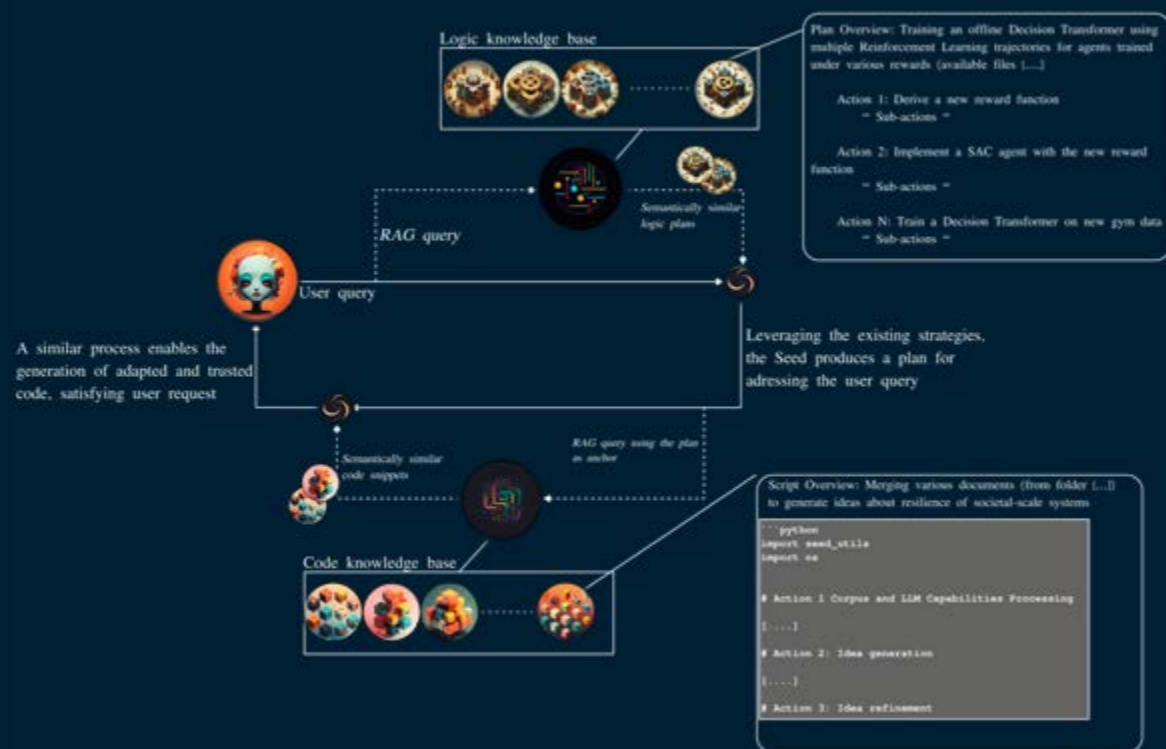 Logic knowledge base
Plan Overview: Training an offline Decision Transformer using
multiple Reinforcement Learning trajectories for agents trained
under various rewards (available files [....]
Action 1: Derive a new reward function
" Sub-actions "
Action 2: Implement a SAC agent with the new reward
function
" Sub-actions "
Action N: Train a Decision Transformer on new gym data
" Sub-actions "
Semantically similar
logic plans
RAG query
User query
A similar process enables the
generation of adapted and trusted
code, satisfying user request
Leveraging the existing strategies,
the Seed produces a plan for
adressing the user query
Semantically similar
code snippets
RAG query using the plan
as anchor
Code knowledge base
Script Overview: Merging various documents (from folder [...])
to generate ideas about resilience of societal-scale systems
```python
import seed_utils
import os
# Action 1 Corpus and LLM Capabilities Processing
[....]
# Action 2: Idea generation
[....]
# Action 3: Idea refinement